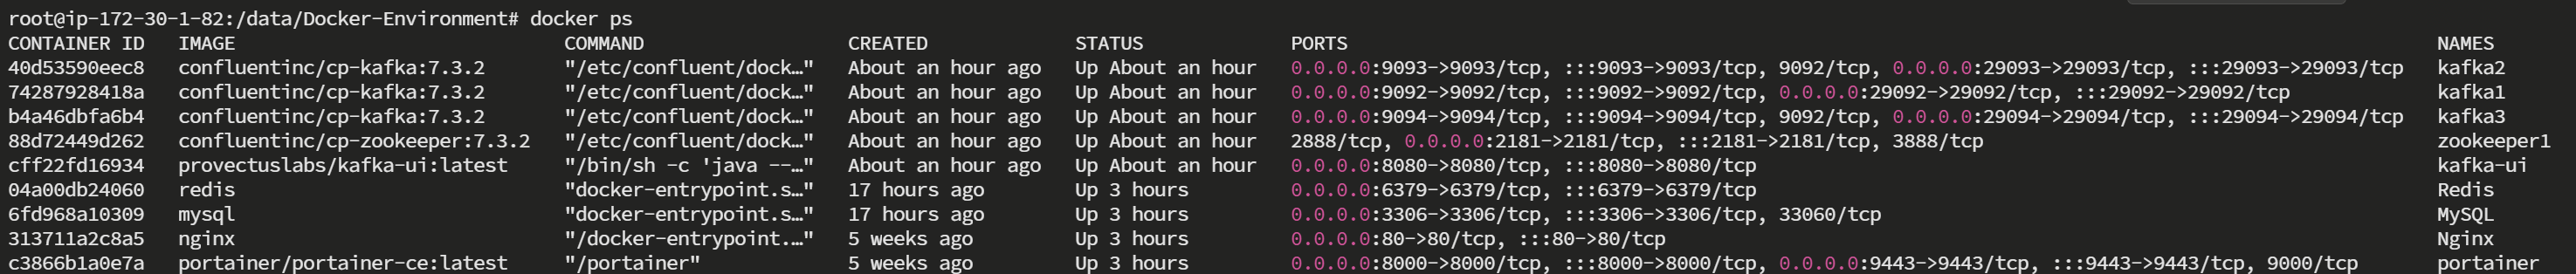 root@ip-172-30-1-82:/data/Docker-Environment# docker ps
CONTAINER ID   IMAGE                             COMMAND                  CREATED             STATUS             PORTS                                                                                                NAMES
40d53590eec8   confluentinc/cp-kafka:7.3.2       "/etc/confluent/dock…"   About an hour ago   Up About an hour   0.0.0.0:9093->9093/tcp, :::9093->9093/tcp, 9092/tcp, 0.0.0.0:29093->29093/tcp, :::29093->29093/tcp   kafka2
74287928418a   confluentinc/cp-kafka:7.3.2       "/etc/confluent/dock…"   About an hour ago   Up About an hour   0.0.0.0:9092->9092/tcp, :::9092->9092/tcp, 0.0.0.0:29092->29092/tcp, :::29092->29092/tcp             kafka1
b4a46dbfa6b4   confluentinc/cp-kafka:7.3.2       "/etc/confluent/dock…"   About an hour ago   Up About an hour   0.0.0.0:9094->9094/tcp, :::9094->9094/tcp, 9092/tcp, 0.0.0.0:29094->29094/tcp, :::29094->29094/tcp   kafka3
88d72449d262   confluentinc/cp-zookeeper:7.3.2   "/etc/confluent/dock…"   About an hour ago   Up About an hour   2888/tcp, 0.0.0.0:2181->2181/tcp, :::2181->2181/tcp, 3888/tcp                                        zookeeper1
cff22fd16934   provectuslabs/kafka-ui:latest     "/bin/sh -c 'java --…"   About an hour ago   Up About an hour   0.0.0.0:8080->8080/tcp, :::8080->8080/tcp                                                            kafka-ui
04a00db24060   redis                             "docker-entrypoint.s…"   17 hours ago        Up 3 hours         0.0.0.0:6379->6379/tcp, :::6379->6379/tcp                                                            Redis
6fd968a10309   mysql                             "docker-entrypoint.s…"   17 hours ago        Up 3 hours         0.0.0.0:3306->3306/tcp, :::3306->3306/tcp, 33060/tcp                                                 MySQL
313711a2c8a5   nginx                             "/docker-entrypoint.…"   5 weeks ago         Up 3 hours         0.0.0.0:80->80/tcp, :::80->80/tcp                                                                    Nginx
c3866b1a0e7a   portainer/portainer-ce:latest     "/portainer"             5 weeks ago         Up 3 hours         0.0.0.0:8000->8000/tcp, :::8000->8000/tcp, 0.0.0.0:9443->9443/tcp, :::9443->9443/tcp, 9000/tcp       portainer